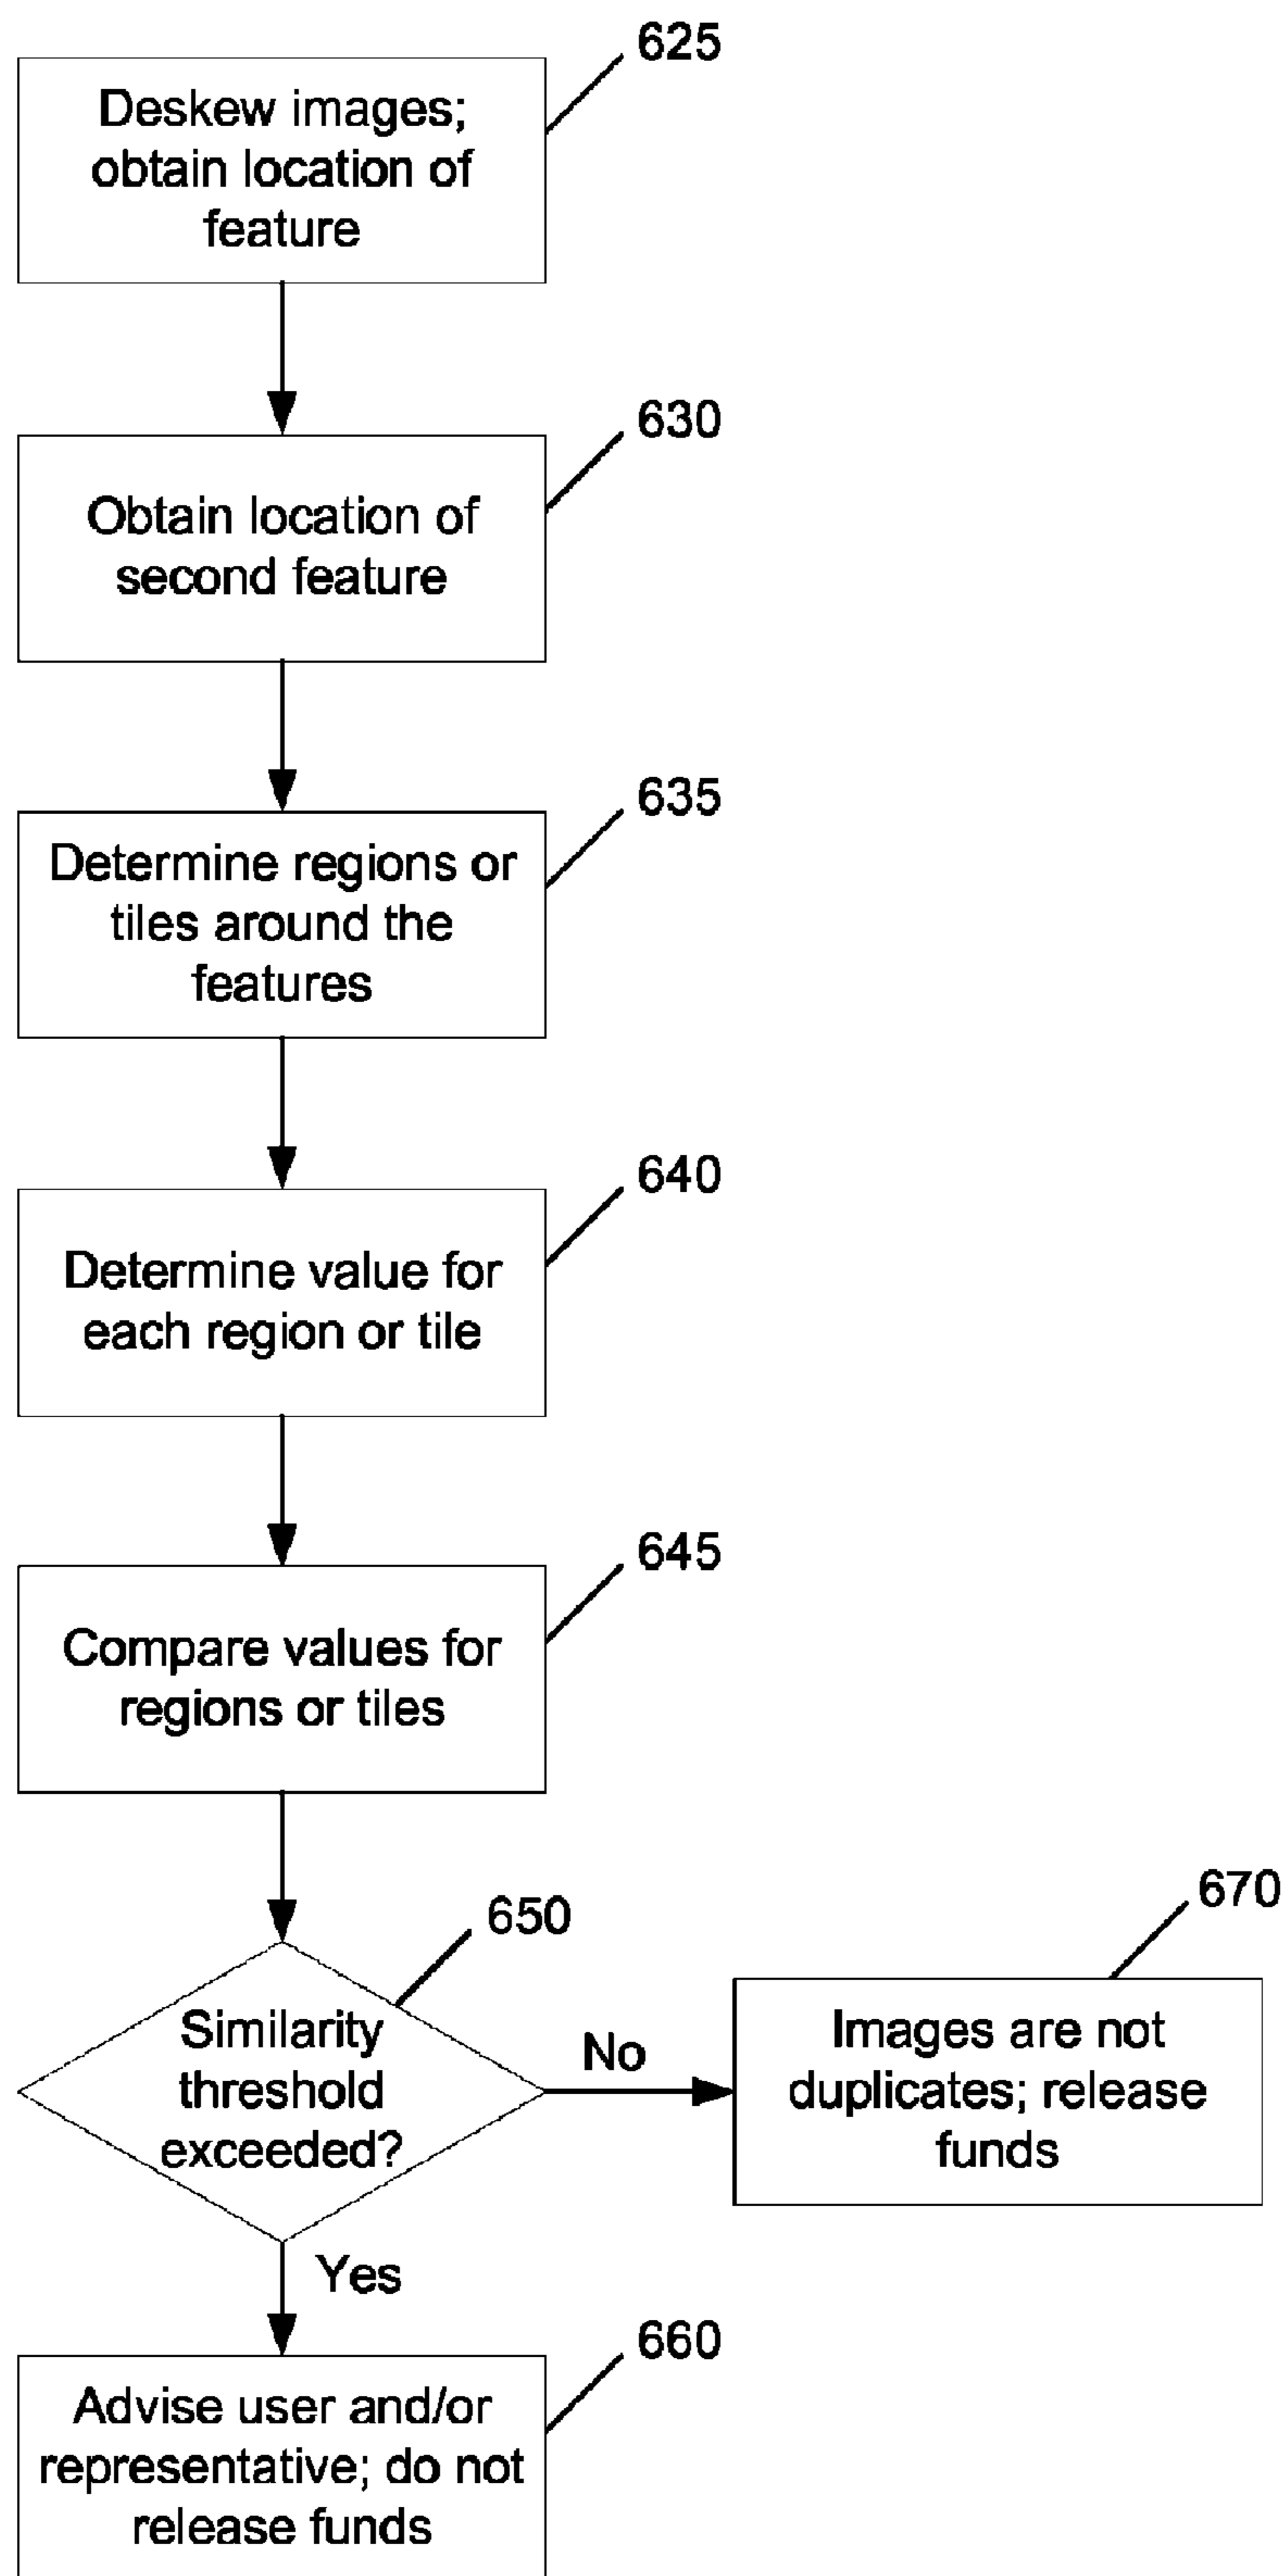 625
Deskew images;
obtain location of
feature
630
Obtain location of
second feature
635
Determine regions or
tiles around the
features
640
Determine value for
each region or tile
645
Compare values for
regions or tiles
650
Similarity
threshold
exceeded?
No
670
Images are not
duplicates; release
funds
Yes
660
Advise user and/or
representative; do not
release funds